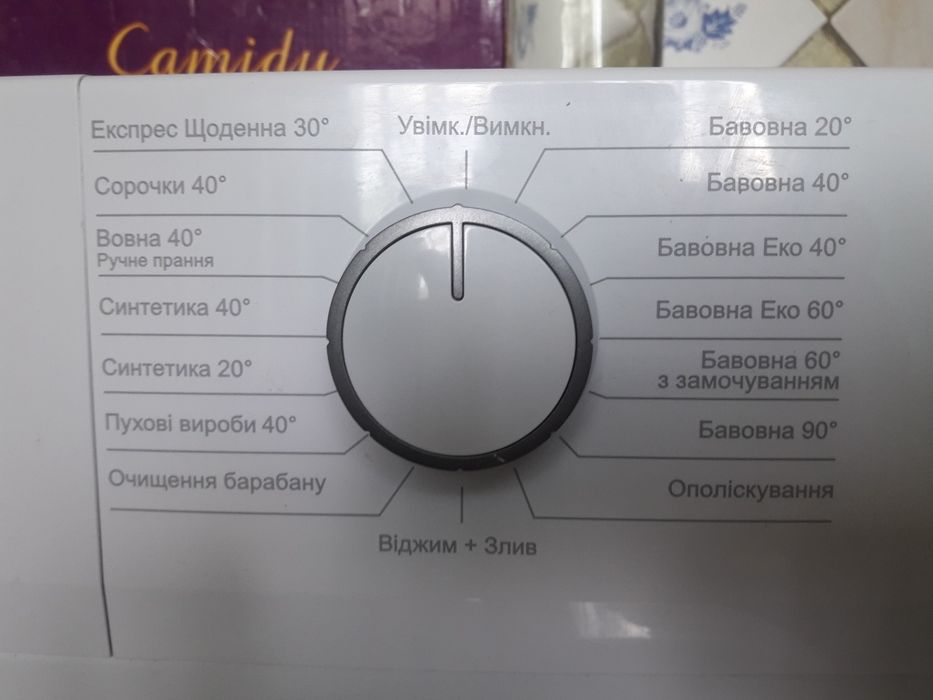 Camidu
Експрес Щоденна 30°
Увімк./Вимкн.
Бавовна 20°
Сорочки 40°
Бавовна 40°
Вовна 40°
Ручне прання
Бавовна Еко 40°
Синтетика 40°
Бавовна Еко 60°
Синтетика 20°
Бавовна 60°
з замочуванням
Пухові вироби 40°
Бавовна 90°
Очищення барабану
Ополіскування
Віджим + Злив